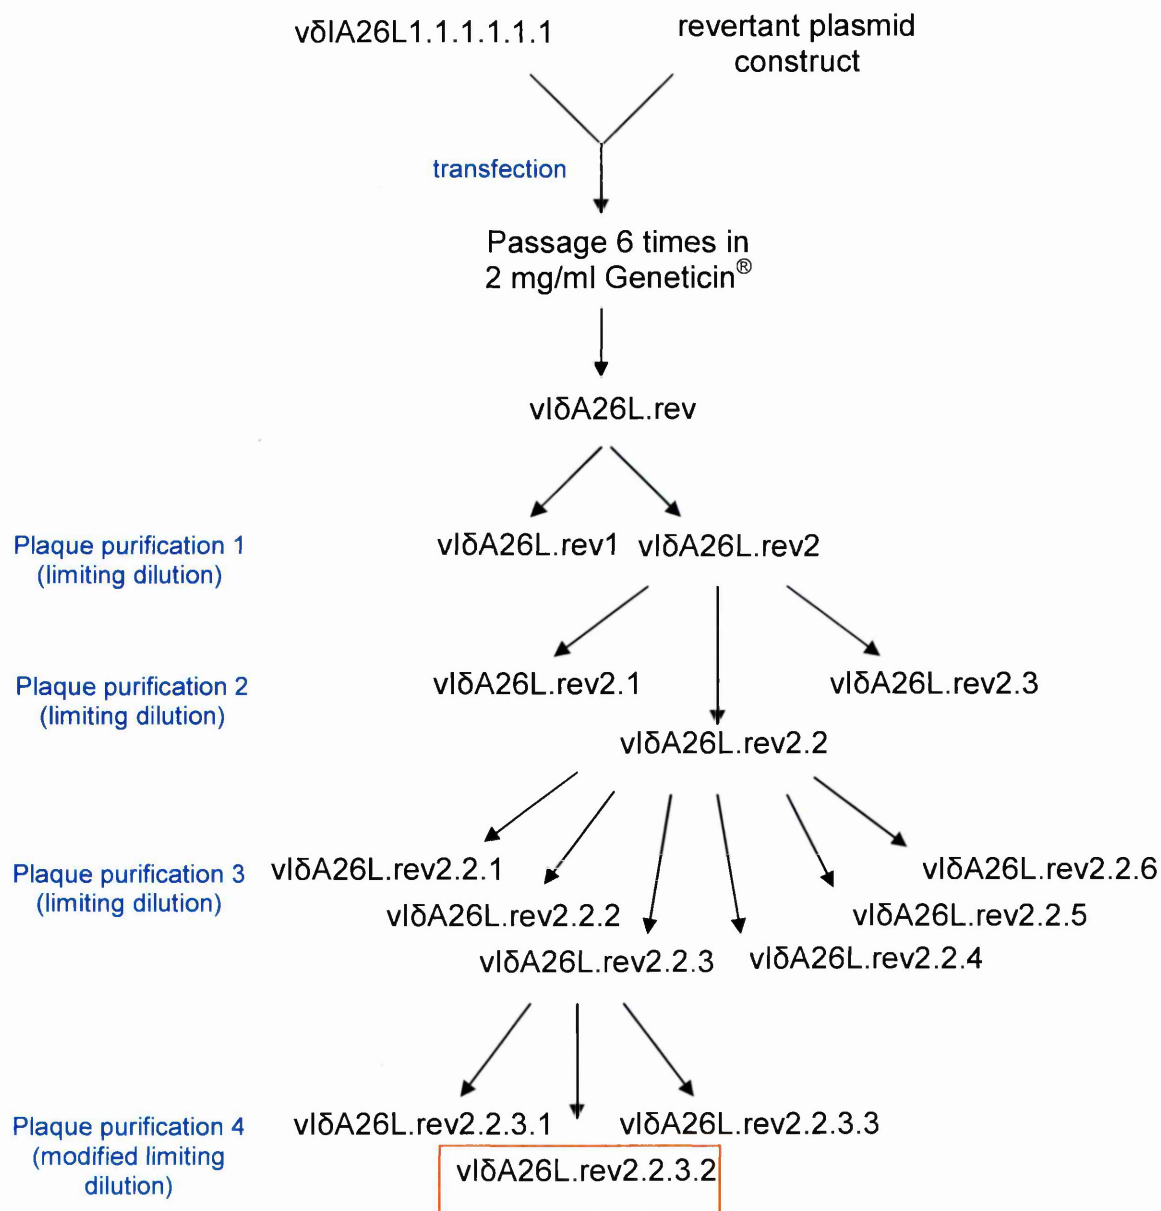 vδIA26L1.1.1.1.1.1
revertant plasmid
construct
transfection
Passage 6 times in
2 mg/ml Geneticin®
vIδA26L.rev
Plaque purification 1
(limiting dilution)
vIδA26L.rev1 vIδA26L.rev2
Plaque purification 2
(limiting dilution)
vIδA26L.rev2.1
vIδA26L.rev2.3
vIδA26L.rev2.2
Plaque purification 3
(limiting dilution)
vIδA26L.rev2.2.1
vIδA26L.rev2.2.6
vIδA26L.rev2.2.2
vIδA26L.rev2.2.5
vIδA26L.rev2.2.3
vIδA26L.rev2.2.4
Plaque purification 4
(modified limiting
dilution)
vIδA26L.rev2.2.3.1
vIδA26L.rev2.2.3.3
vIδA26L.rev2.2.3.2